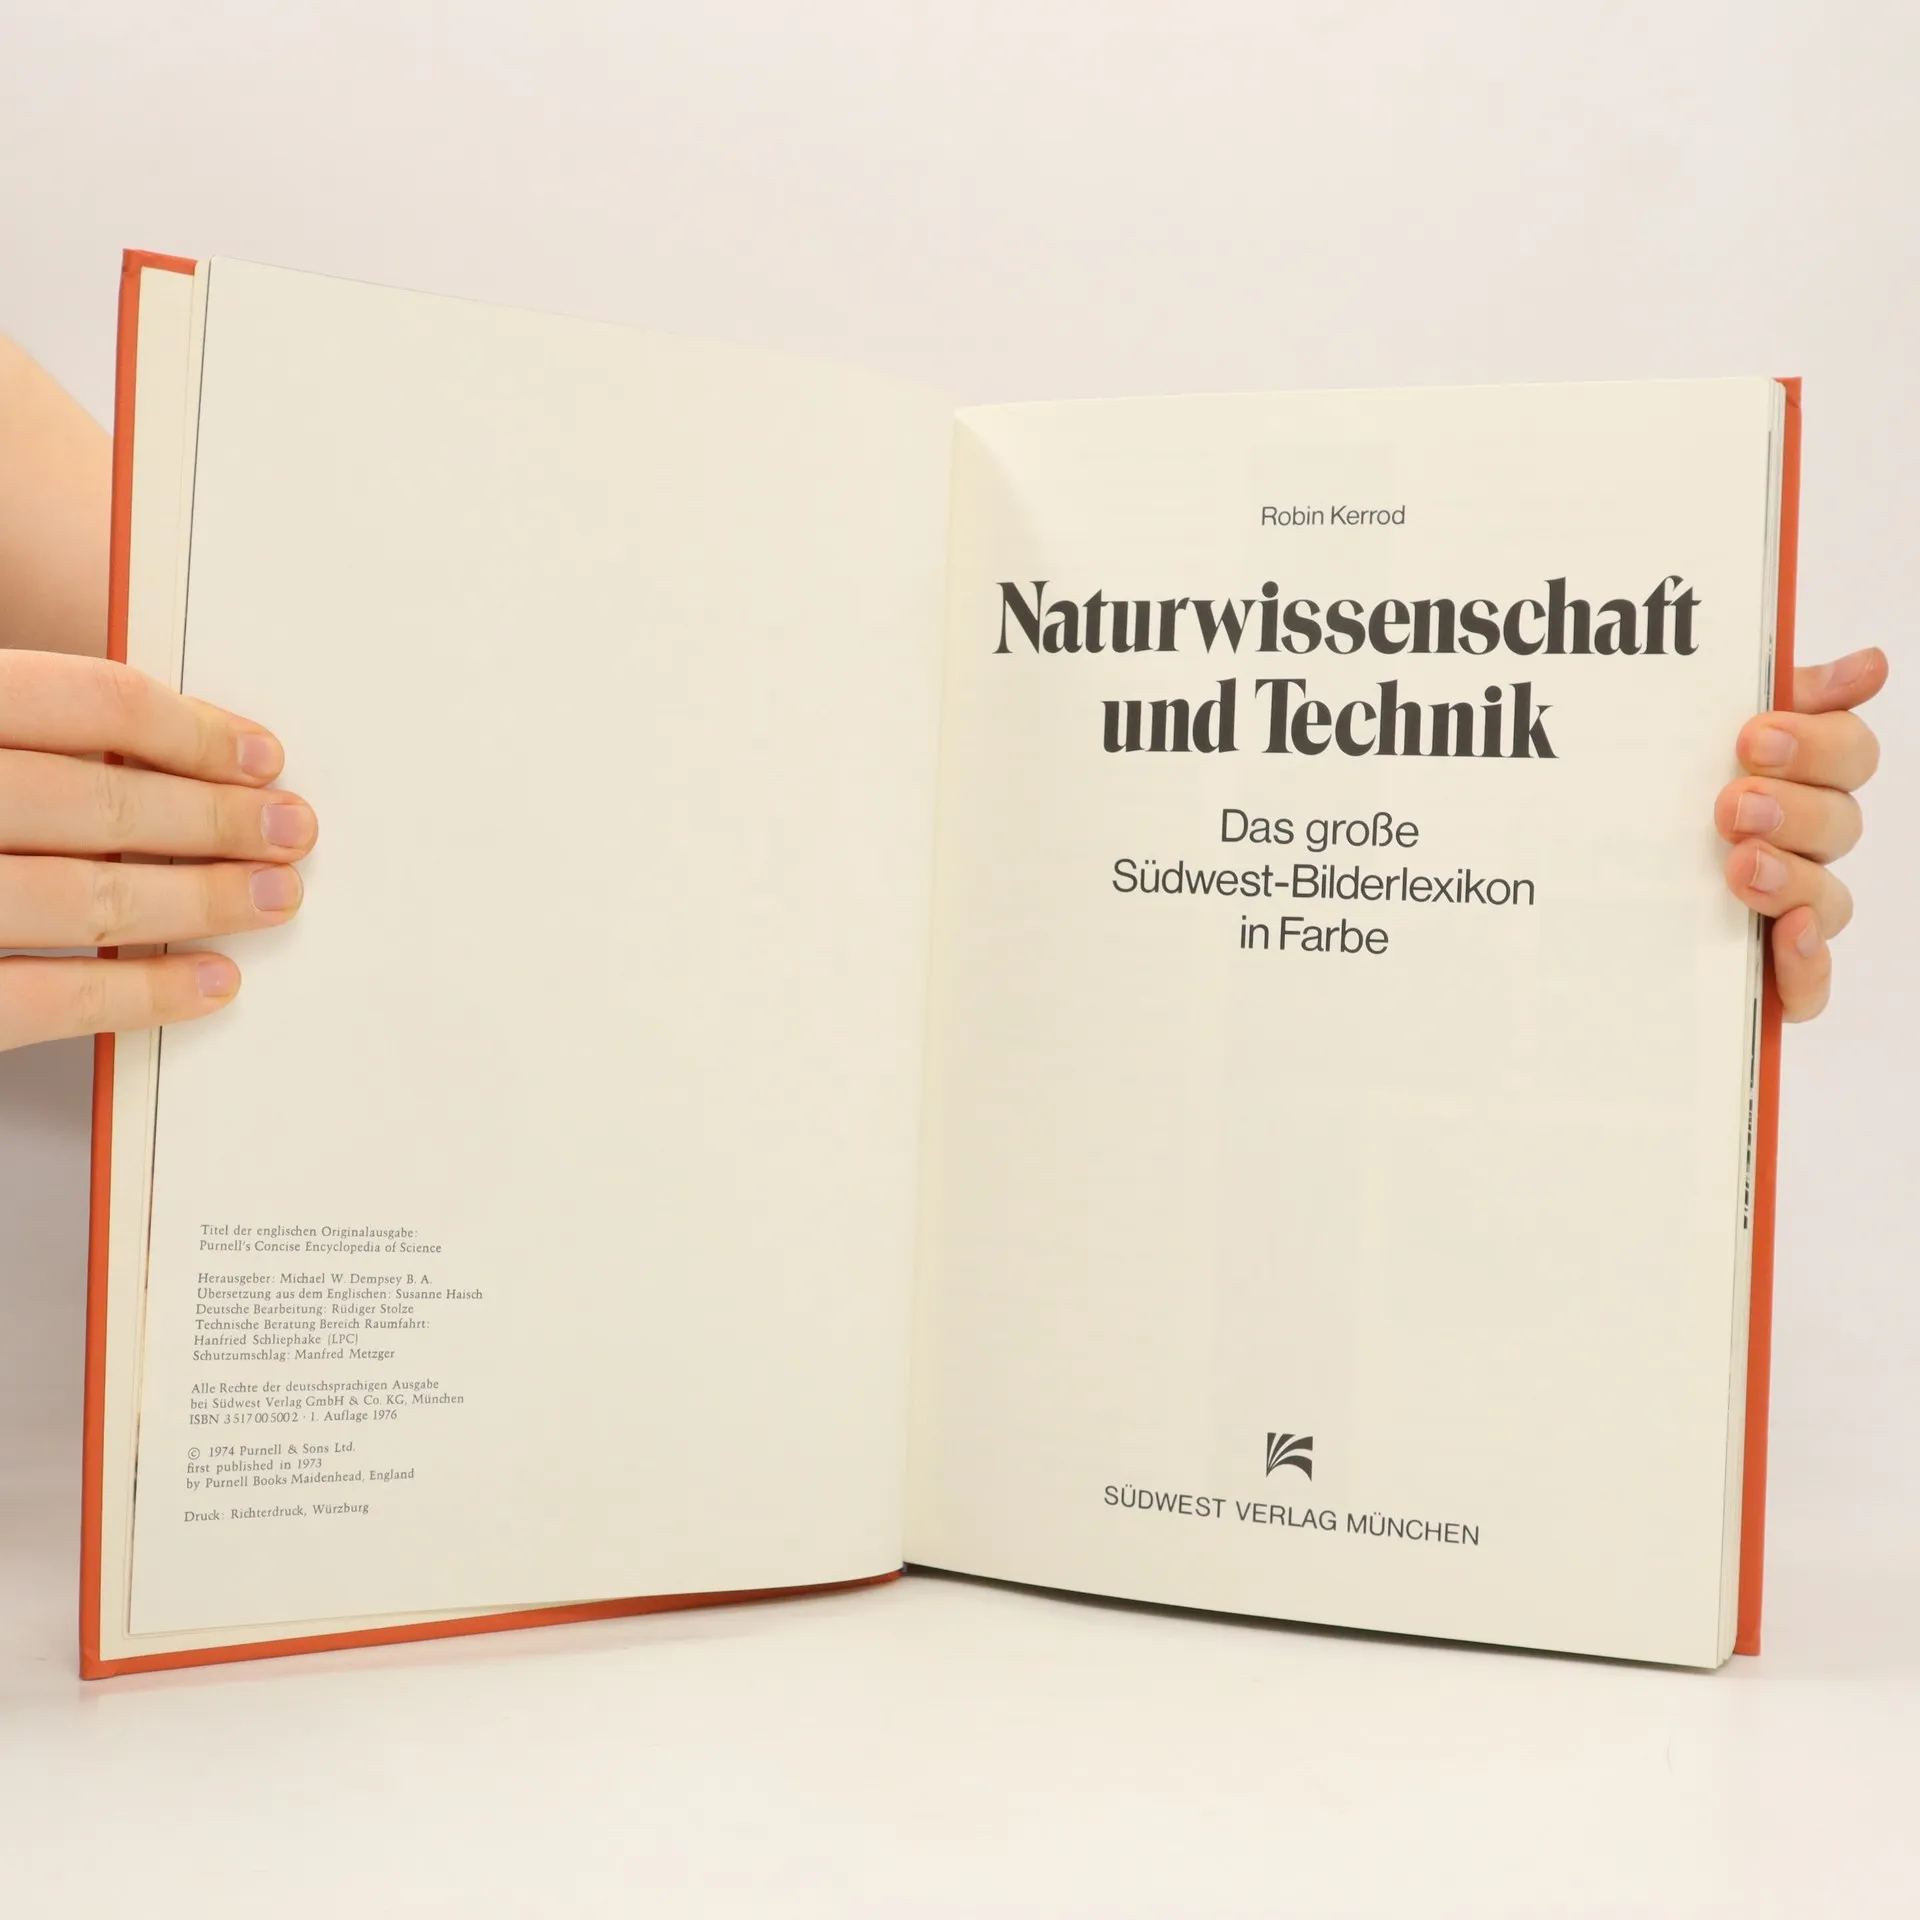 Titel der englischen Originalausgabe:
Purnell's Concise Encyclopedia of Science
Herausgeber: Michael W. Dempsey B. A.
Übersetzung aus dem Englischen: Susanne Haisch
Deutsche Bearbeitung: Rüdiger Stolze
Technische Beratung Bereich Raumfahrt:
Hanfried Schliephake (LPC)
Schutzumschlag: Manfred Metzger
Alle Rechte der deutschsprachigen Ausgabe
bei Südwest Verlag GmbH & Co. KG, München
ISBN 3 517 00 500 2 · 1. Auflage 1976
© 1974 Purnell & Sons Ltd.
first published in 1973
by Purnell Books Maidenhead, England
Druck: Richterdruck, Würzburg
Robin Kerrod
Naturwissenschaft
und Technik
Das große
Südwest-Bilderlexikon
in Farbe
SÜDWEST VERLAG MÜNCHEN